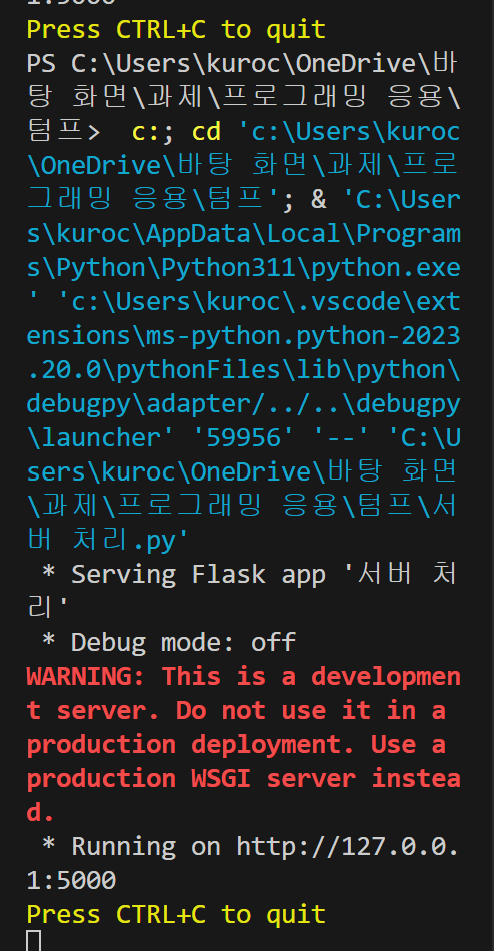 1:5000
Press CTRL+C to quit
PS C:\Users\kuroc\OneDrive\바
탕 화면\과제\프로그래밍 응용\
텀프>  c:; cd 'c:\Users\kuroc
\OneDrive\바탕 화면\과제\프로
그래밍 응용\텀프'; & 'C:\User
s\kuroc\AppData\Local\Program
s\Python\Python311\python.exe
' 'c:\Users\kuroc\.vscode\ext
ensions\ms-python.python-2023
.20.0\pythonFiles\lib\python\
debugpy\adapter/../..\debugpy
\launcher' '59956' '--' 'C:\U
sers\kuroc\OneDrive\바탕 화면
\과제\프로그래밍 응용\텀프\서
버 처리.py'
 * Serving Flask app '서버 처
리'
 * Debug mode: off
WARNING: This is a developmen
t server. Do not use it in a
production deployment. Use a
production WSGI server instea
d.
 * Running on http://127.0.0.
1:5000
Press CTRL+C to quit